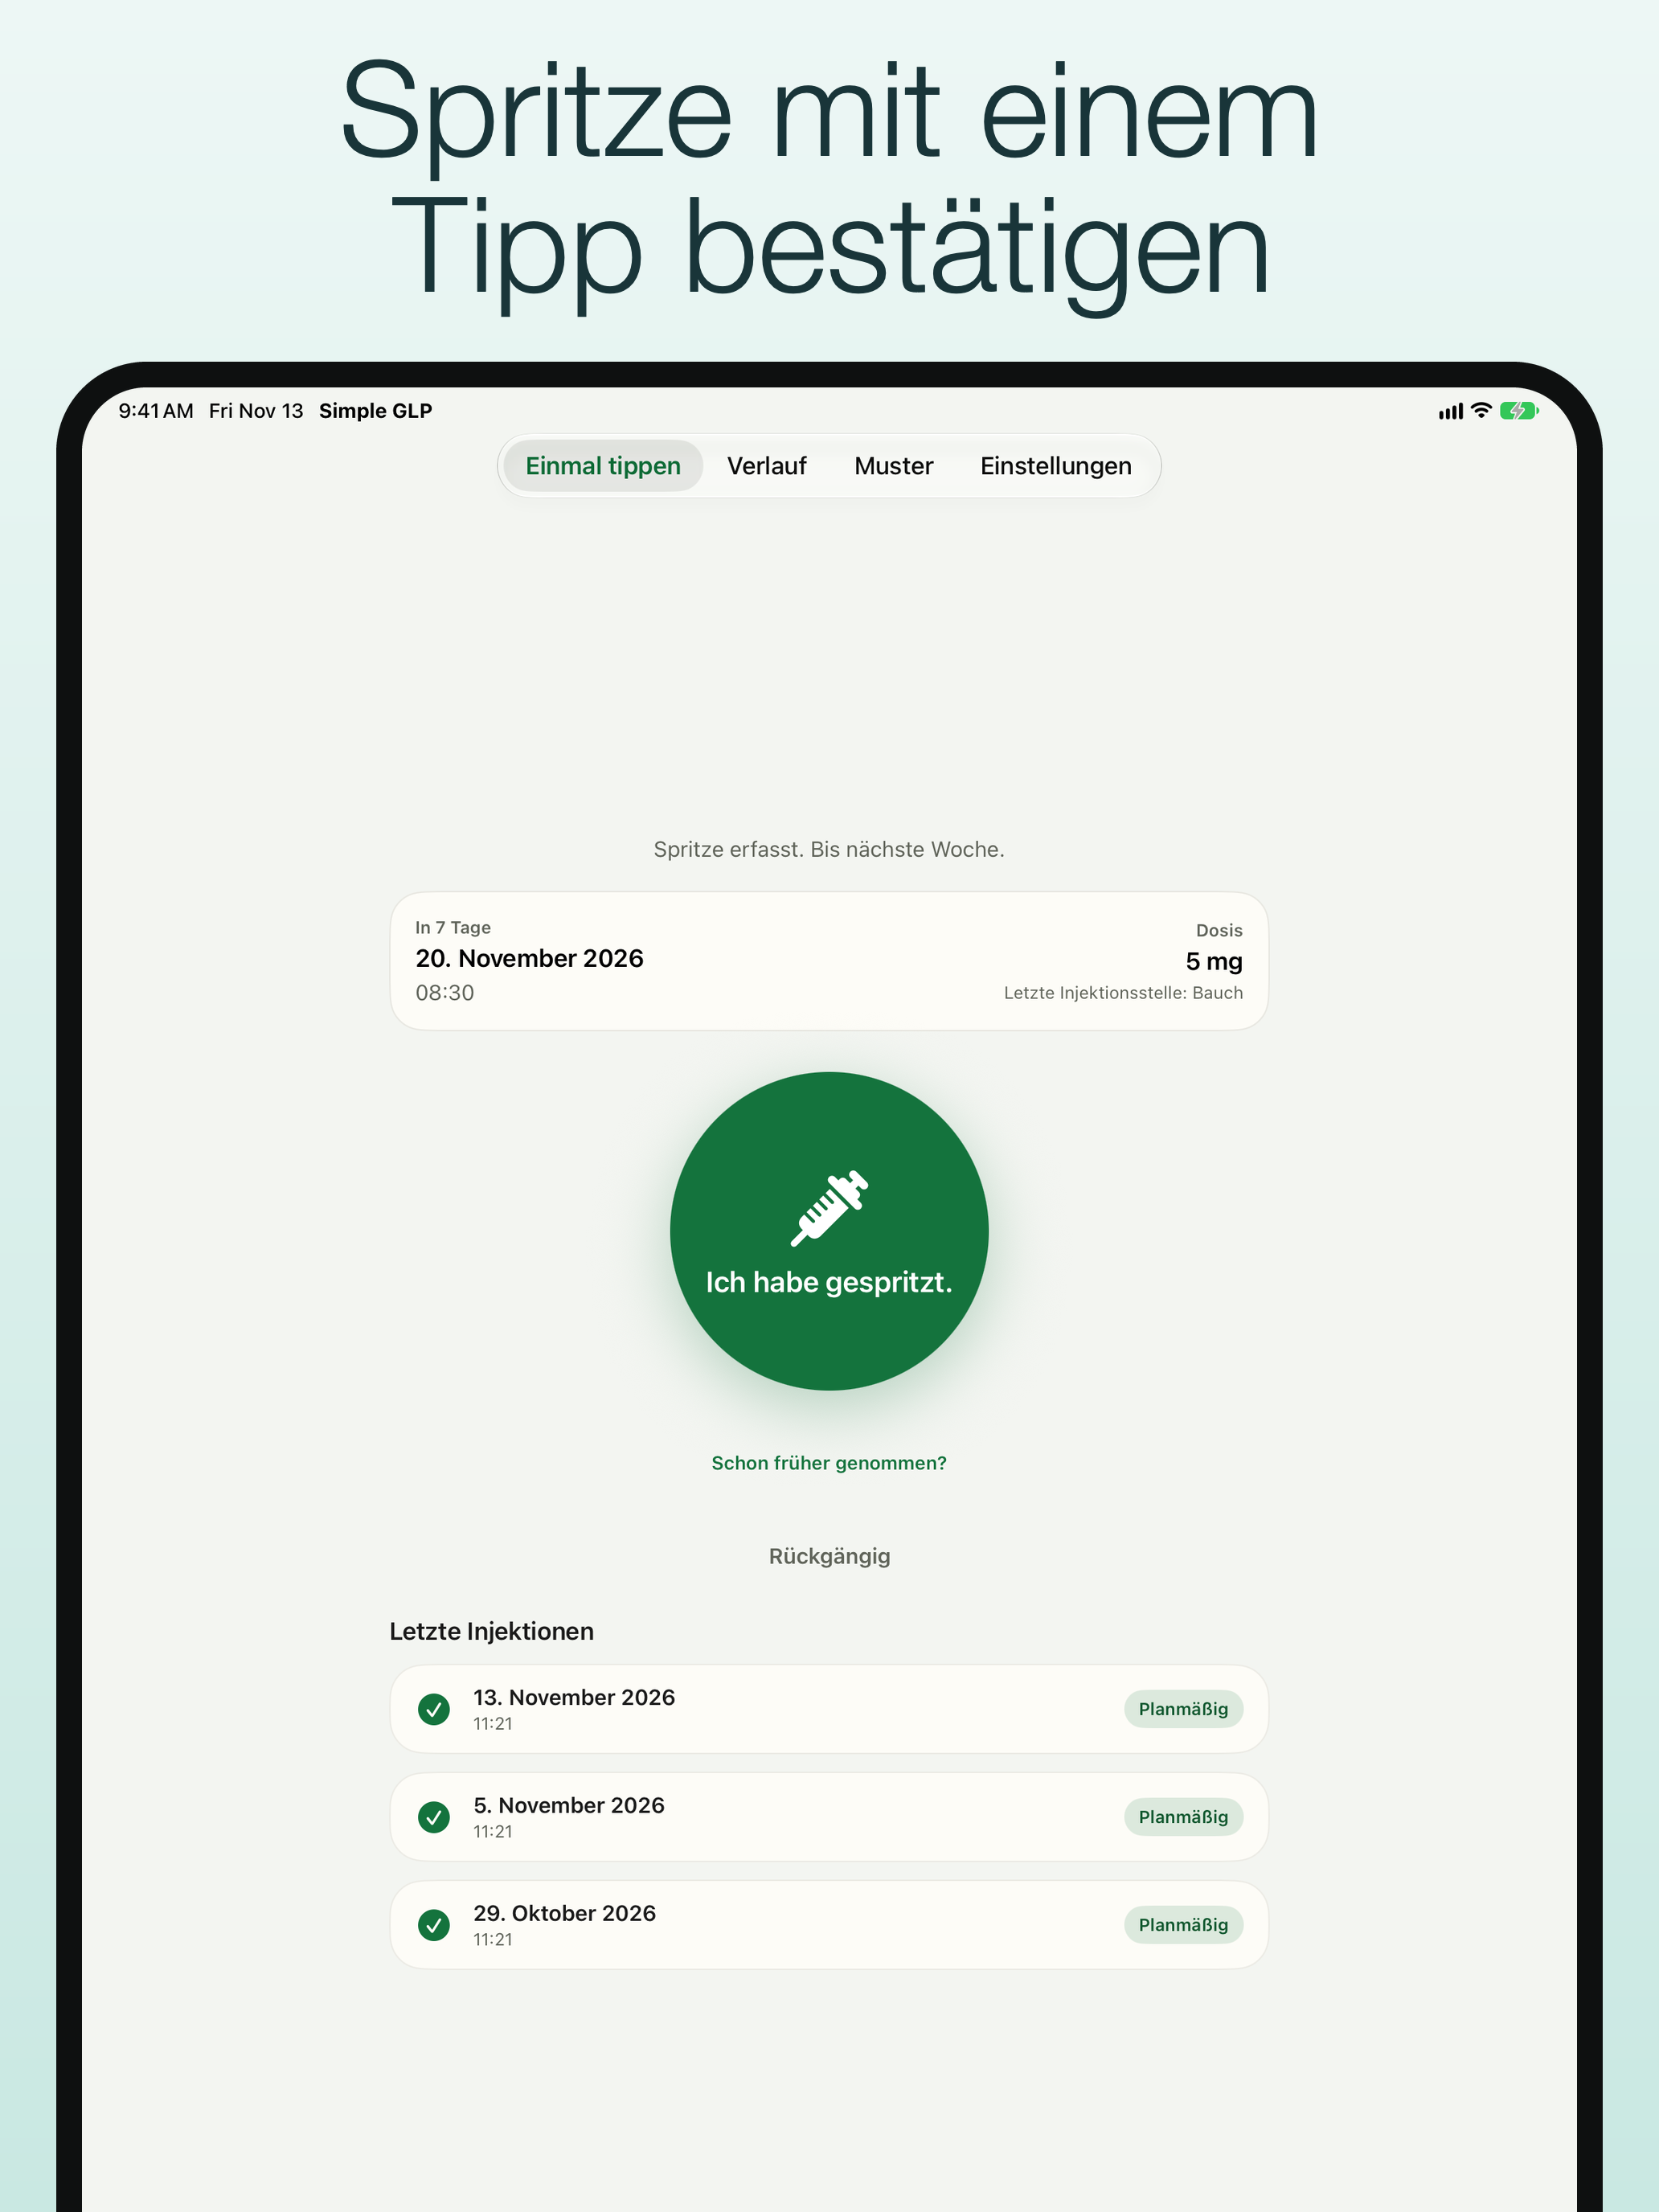 Spritze mit einem
Tipp bestätigen
9:41 AM Fri Nov 13 Simple GLP
Einmal tippen Verlauf Muster Einstellungen
Spritze erfasst. Bis nächste Woche.
In 7 Tage
20. November 2026
08:30
Dosis
5 mg
Letzte Injektionsstelle: Bauch
Ich habe gespritzt.
Schon früher genommen?
Rückgängig
Letzte Injektionen
13. November 2026
11:21
Planmäßig
5. November 2026
11:21
Planmäßig
29. Oktober 2026
11:21
Planmäßig